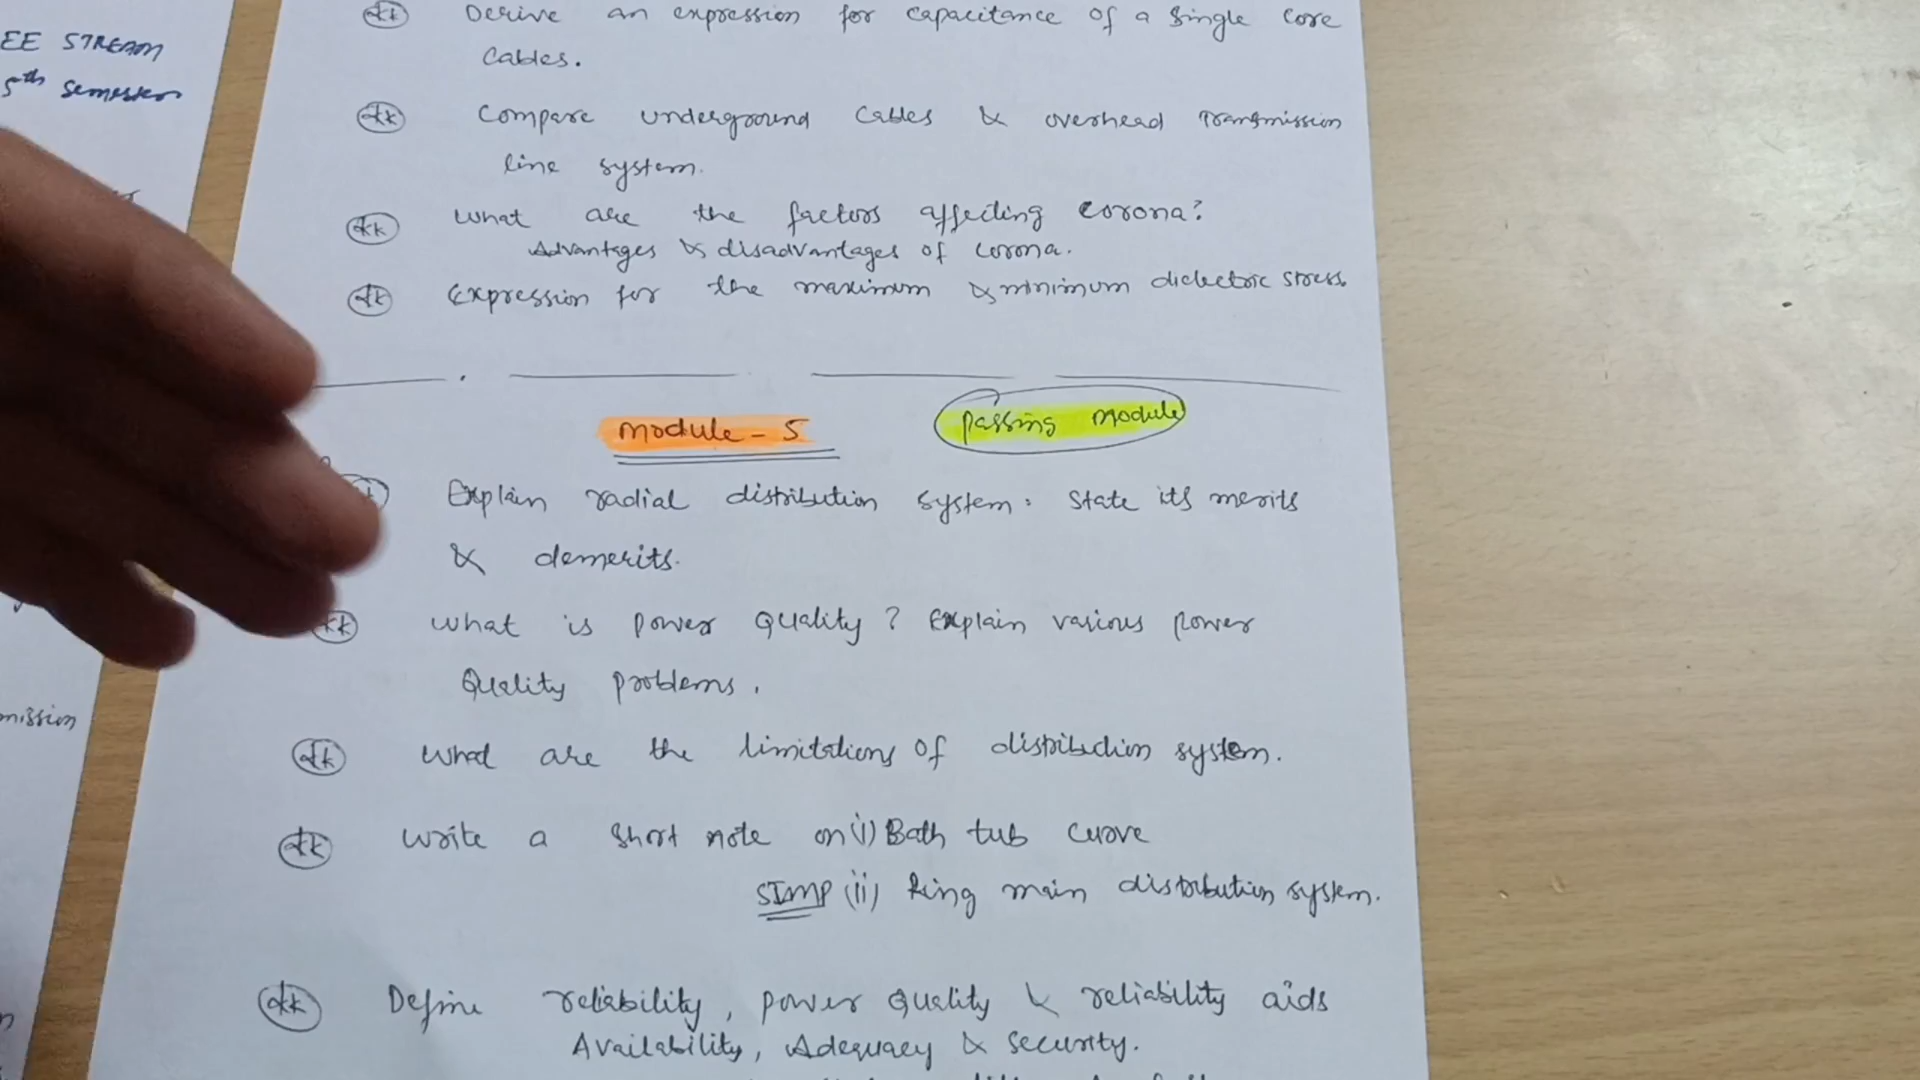 EE STREAM
5th semester
Derive an expression for capacitance of a single core
cables.
Compare underground cables & overhead transmission
line system.
What are the factors affecting corona?
Advantages & disadvantages of corona.
Expression for the maximum & minimum dielectric stress.
Module - 5
Passing Module
Explain radial distribution system. State its merits
& demerits.
What is power quality? Explain various power
Quality problems.
What are the limitations of distribution system.
Write a short note on (i) Bath tub curve
SIMP (ii) Ring main distribution system.
Define reliability, power quality & reliability aids
Availability, Adequacy & security.
mission